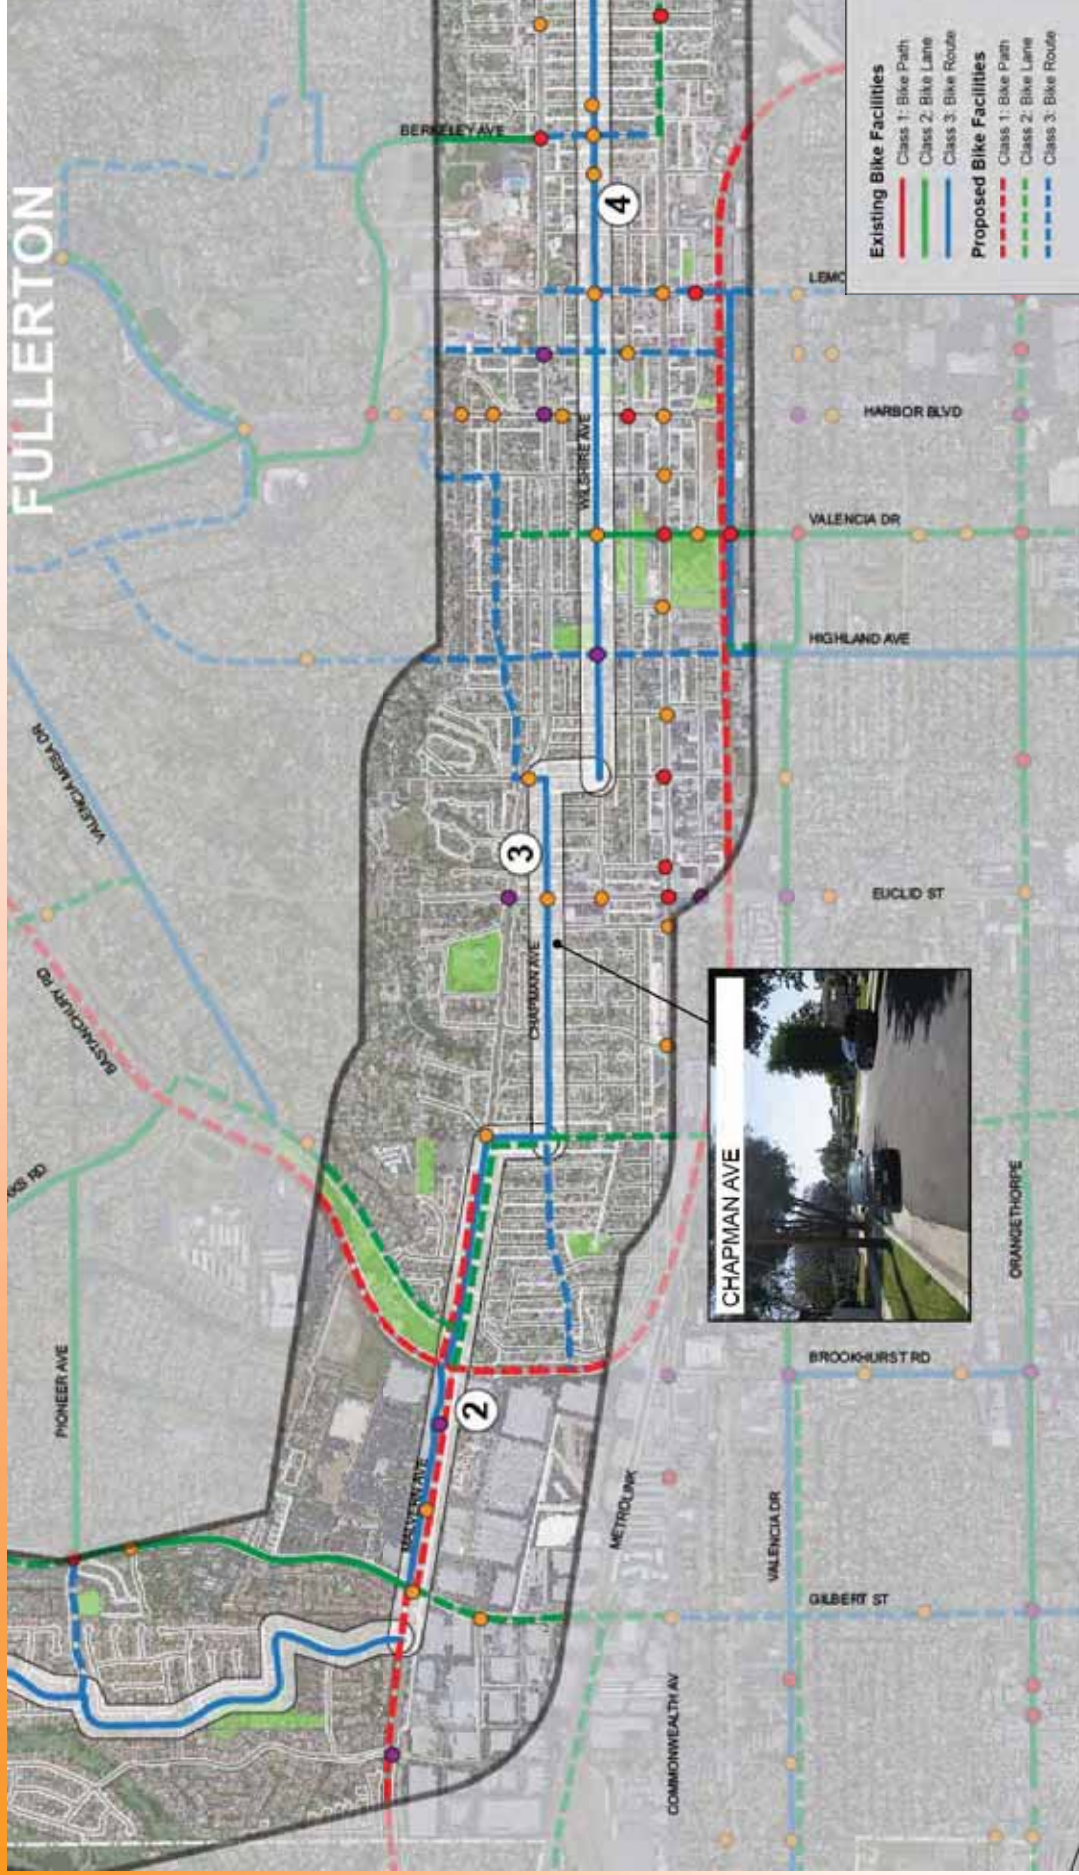 FULLERTON
BERKELEY AVE
4
LEMO
Existing Bike Facilities
Class 1: Bike Path
Class 2: Bike Lane
Class 3: Bike Route
Proposed Bike Facilities
Class 1: Bike Path
Class 2: Bike Lane
Class 3: Bike Route
WILSHIRE AVE
HARBOR BLVD
VALENCIA DR
HIGHLAND AVE
VALENCIA MESA DR
3
EUCLID ST
BASTANCHURY RD
CHAPMAN AVE
CHAPMAN AVE
KS RD
ORANGETHORPE
PIONEER AVE
BROOKHURST RD
2
MALVERN AVE
METROLINK
VALENCIA DR
GILBERT ST
COMMONWEALTH AV